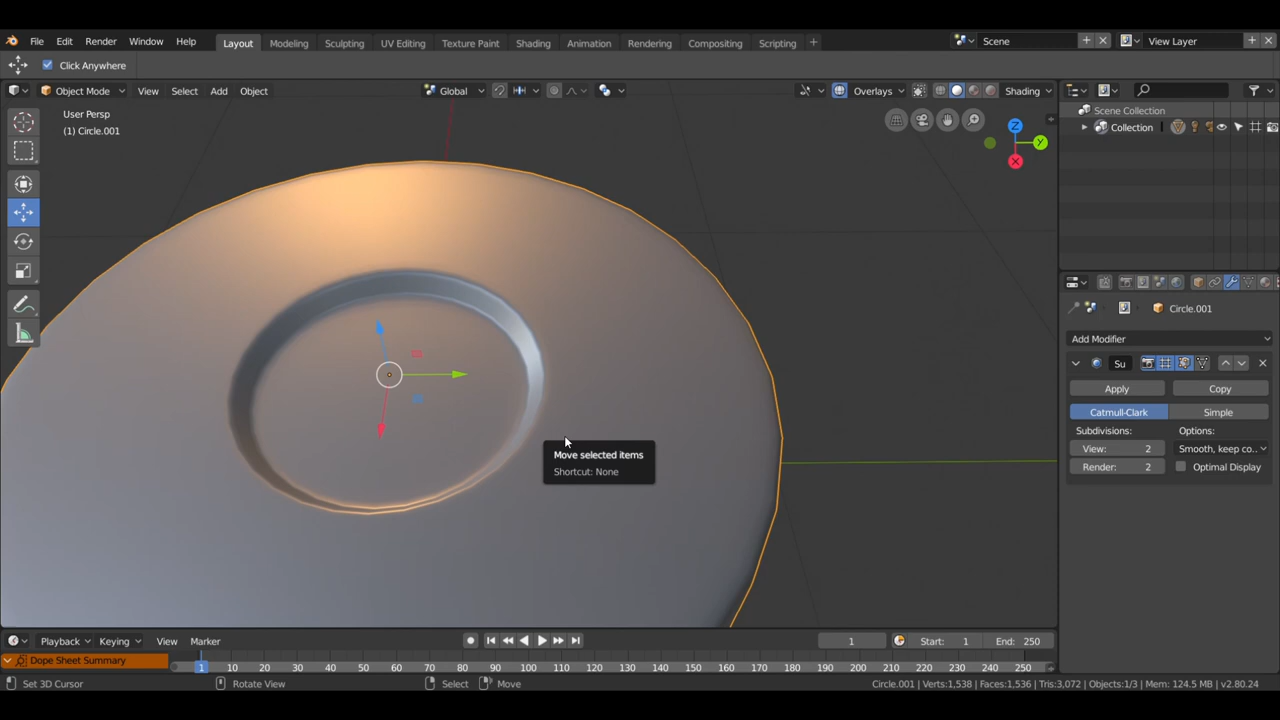 File Edit Render Window Help Layout Modeling Sculpting UV Editing Texture Paint Shading Animation Rendering Compositing Scripting + Scene View Layer
Click Anywhere
Object Mode View Select Add Object Global Overlays Shading
User Persp
(1) Circle.001
Z
Y
X
Scene Collection
Collection
Circle.001
Add Modifier
Su
Apply Copy
Catmull-Clark Simple
Subdivisions: Options:
View: 2 Smooth, keep co..
Render: 2 Optimal Display
Move selected items
Shortcut: None
Playback Keying View Marker 1 Start: 1 End: 250
Dope Sheet Summary 1 10 20 30 40 50 60 70 80 90 100 110 120 130 140 150 160 170 180 190 200 210 220 230 240 250
Set 3D Cursor Rotate View Select Move Circle.001 | Verts:1,538 | Faces:1,536 | Tris:3,072 | Objects:1/3 | Mem: 124.5 MB | v2.80.24